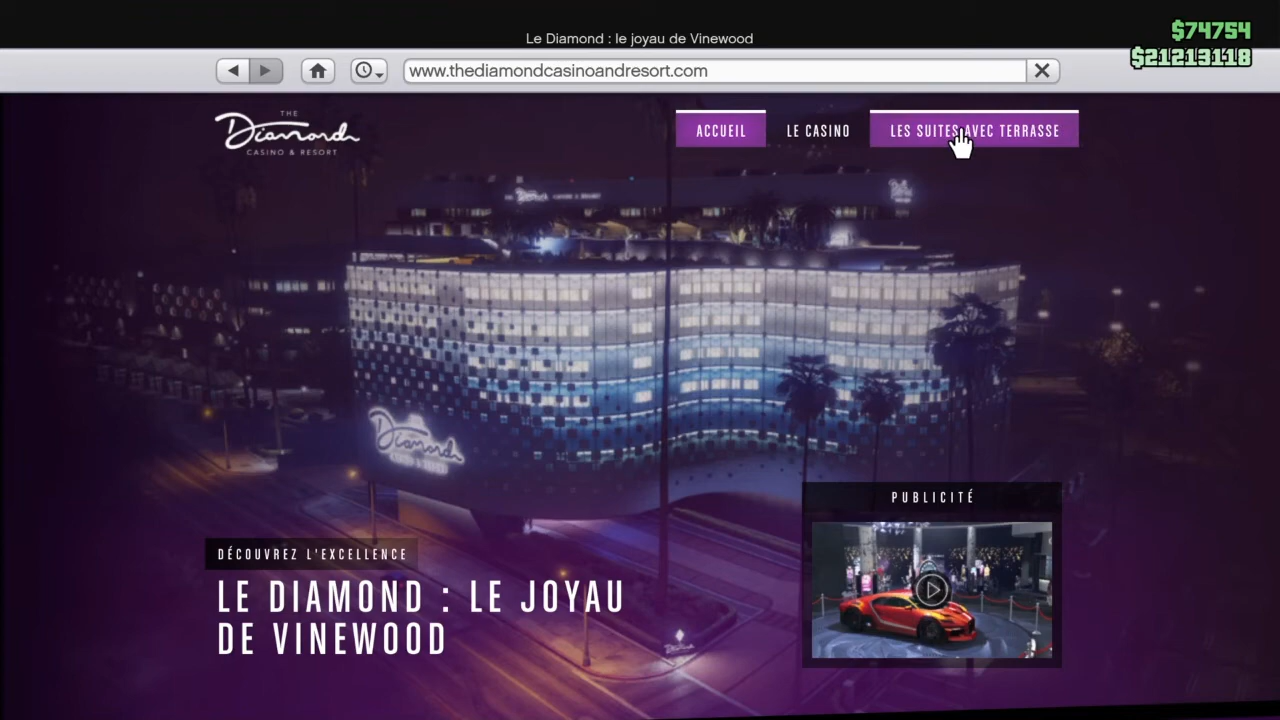 Le Diamond : le joyau de Vinewood
$74754
$21213118
www.thediamondcasinoandresort.com
THE
Diamond
CASINO & RESORT
ACCUEIL
LE CASINO
LES SUITES AVEC TERRASSE
Diamond
PUBLICITÉ
DÉCOUVREZ L'EXCELLENCE
LE DIAMOND : LE JOYAU
DE VINEWOOD